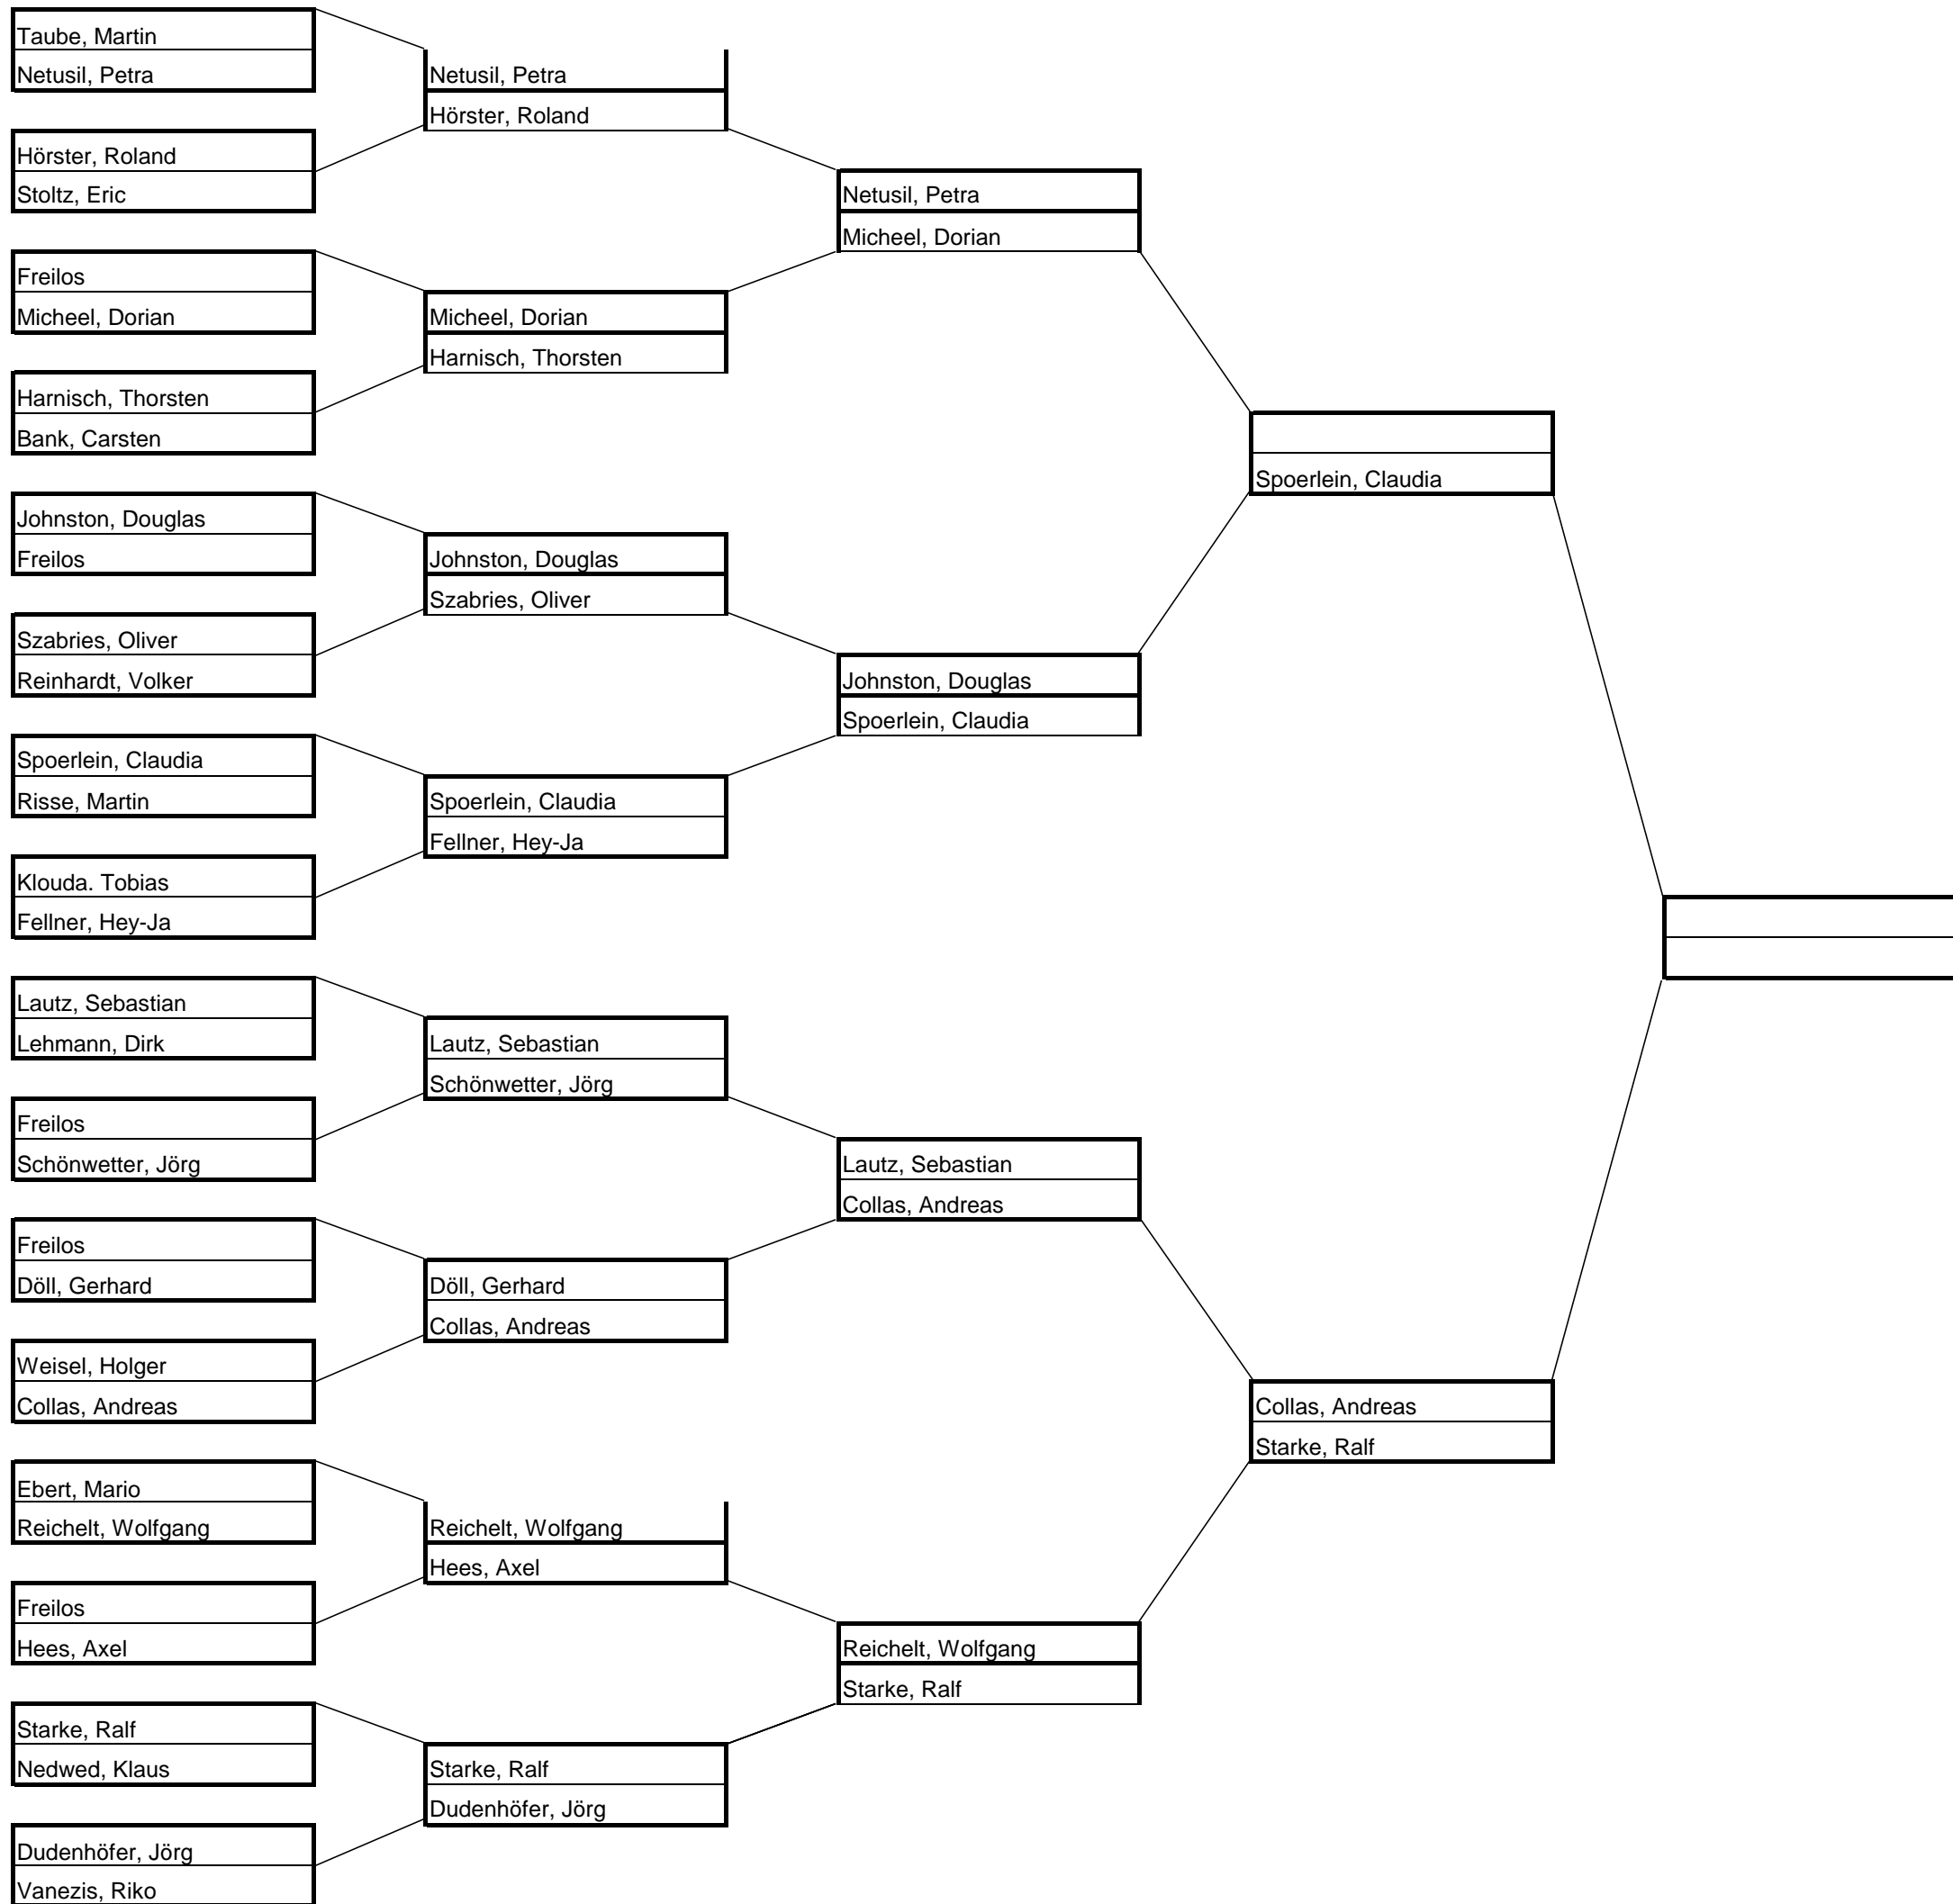 Taube, Martin
Netusil, Petra
Hörster, Roland
Stoltz, Eric
Freilos
Micheel, Dorian
Harnisch, Thorsten
Bank, Carsten
Johnston, Douglas
Freilos
Szabries, Oliver
Reinhardt, Volker
Spoerlein, Claudia
Risse, Martin
Klouda. Tobias
Fellner, Hey-Ja
Lautz, Sebastian
Lehmann, Dirk
Freilos
Schönwetter, Jörg
Freilos
Döll, Gerhard
Weisel, Holger
Collas, Andreas
Ebert, Mario
Reichelt, Wolfgang
Freilos
Hees, Axel
Starke, Ralf
Nedwed, Klaus
Dudenhöfer, Jörg
Vanezis, Riko
Netusil, Petra
Hörster, Roland
Micheel, Dorian
Harnisch, Thorsten
Johnston, Douglas
Szabries, Oliver
Spoerlein, Claudia
Fellner, Hey-Ja
Lautz, Sebastian
Schönwetter, Jörg
Döll, Gerhard
Collas, Andreas
Reichelt, Wolfgang
Hees, Axel
Starke, Ralf
Dudenhöfer, Jörg
Netusil, Petra
Micheel, Dorian
Johnston, Douglas
Spoerlein, Claudia
Lautz, Sebastian
Collas, Andreas
Reichelt, Wolfgang
Starke, Ralf
Spoerlein, Claudia
Collas, Andreas
Starke, Ralf